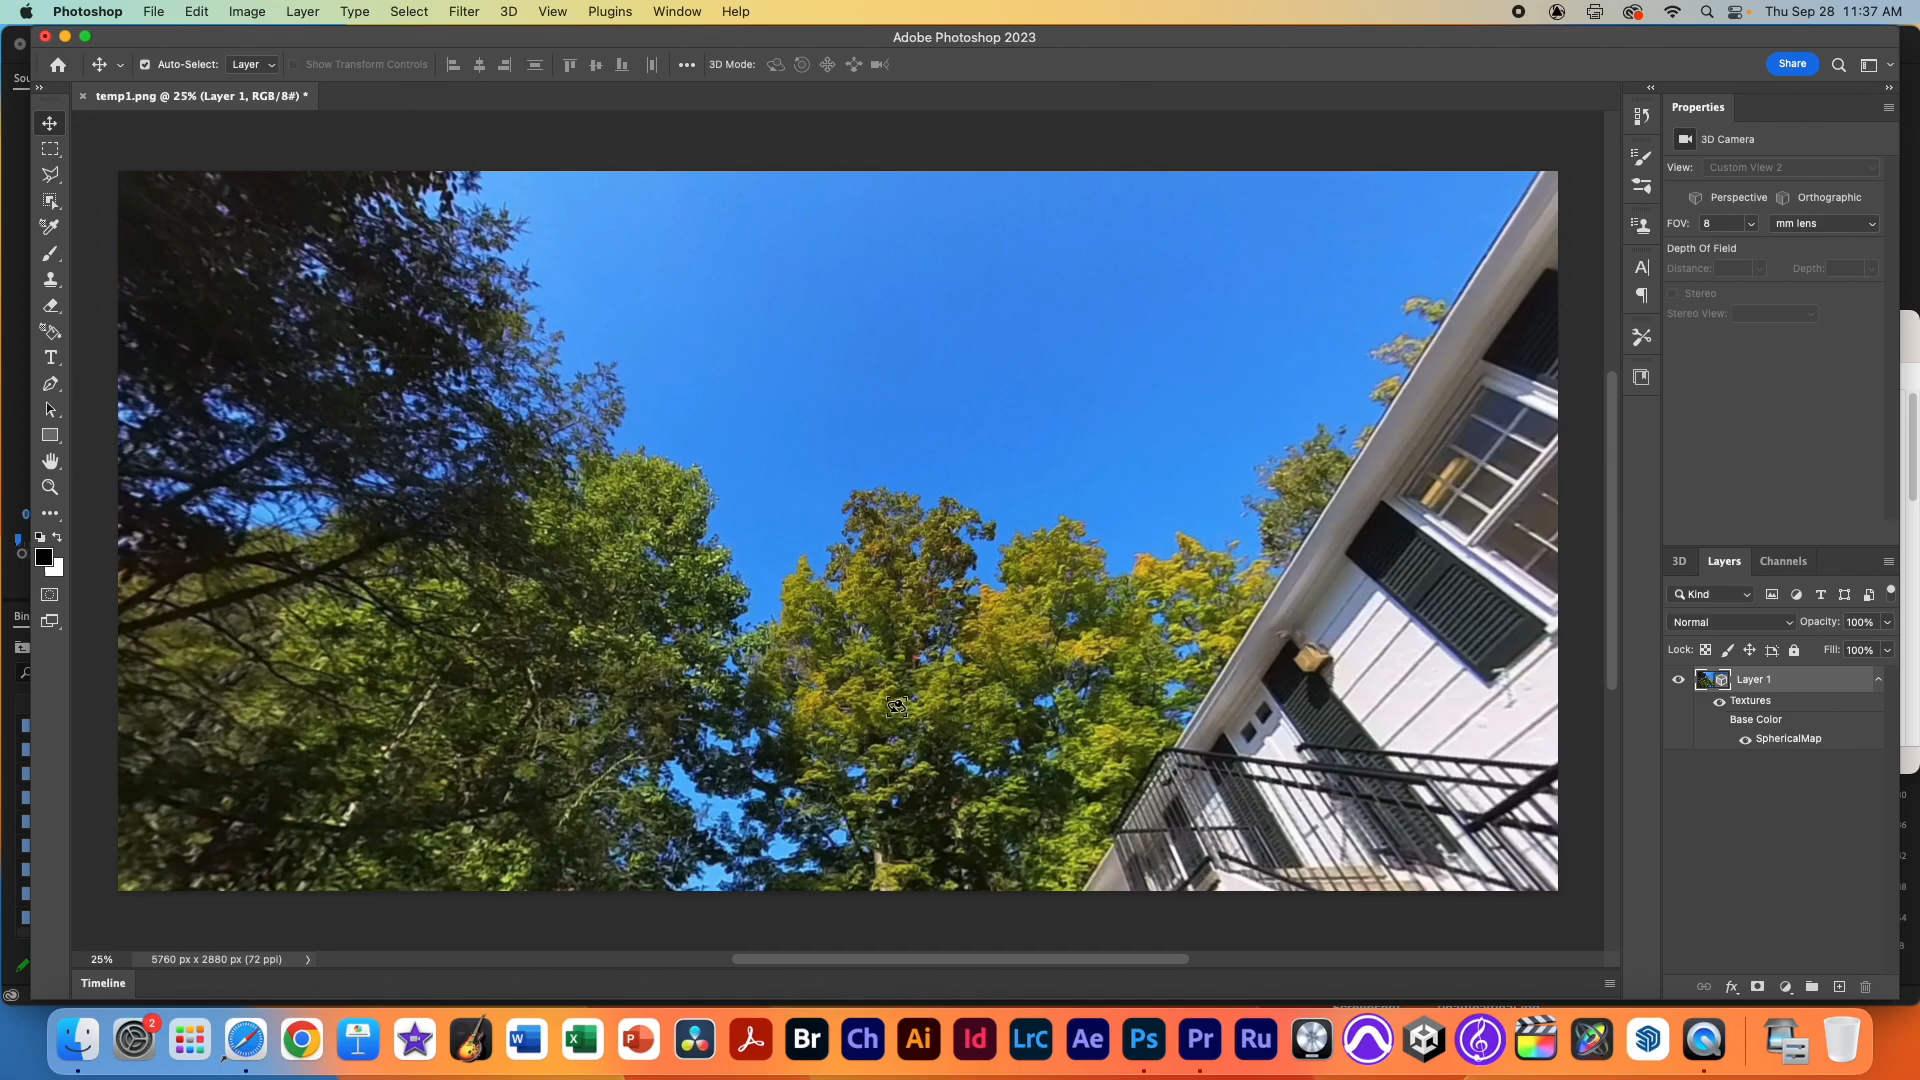 Photoshop File Edit Image Layer Type Select Filter 3D View Plugins Window Help Thu Sep 28 11:37 AM
Adobe Photoshop 2023
Auto-Select: Layer Show Transform Controls 3D Mode: Share
Sou
temp1.png @ 25% (Layer 1, RGB/8#) *
Properties
3D Camera
View: Custom View 2
Perspective Orthographic
FOV: 8 mm lens
Depth Of Field
Distance: Depth:
Stereo
Stereo View:
0
3D Layers Channels
Kind
Normal Opacity: 100%
Bin
Lock: Fill: 100%
Layer 1
Textures
Base Color
SphericalMap
25% 5760 px x 2880 px (72 ppi)
Timeline
2
W X P Br Ch Ai Id LrC Ae Ps Pr Ru